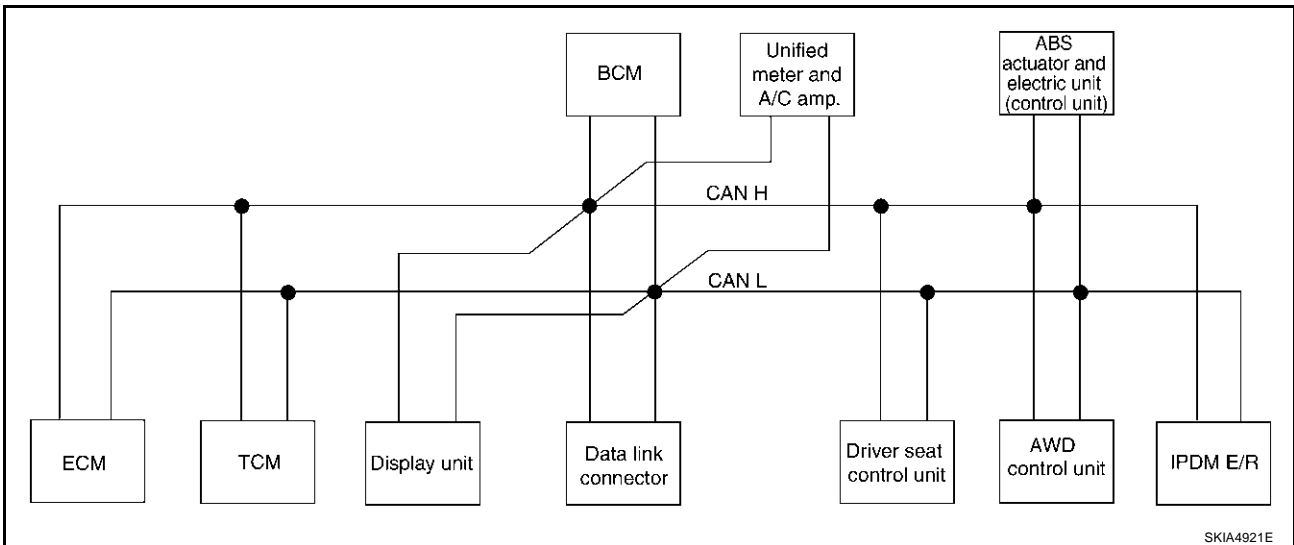 BCM
Unified
meter and
A/C amp.
ABS
actuator and
electric unit
(control unit)
CAN H
CAN L
ECM
TCM
Display unit
Data link
connector
Driver seat
control unit
AWD
control unit
IPDM E/R
SKIA4921E